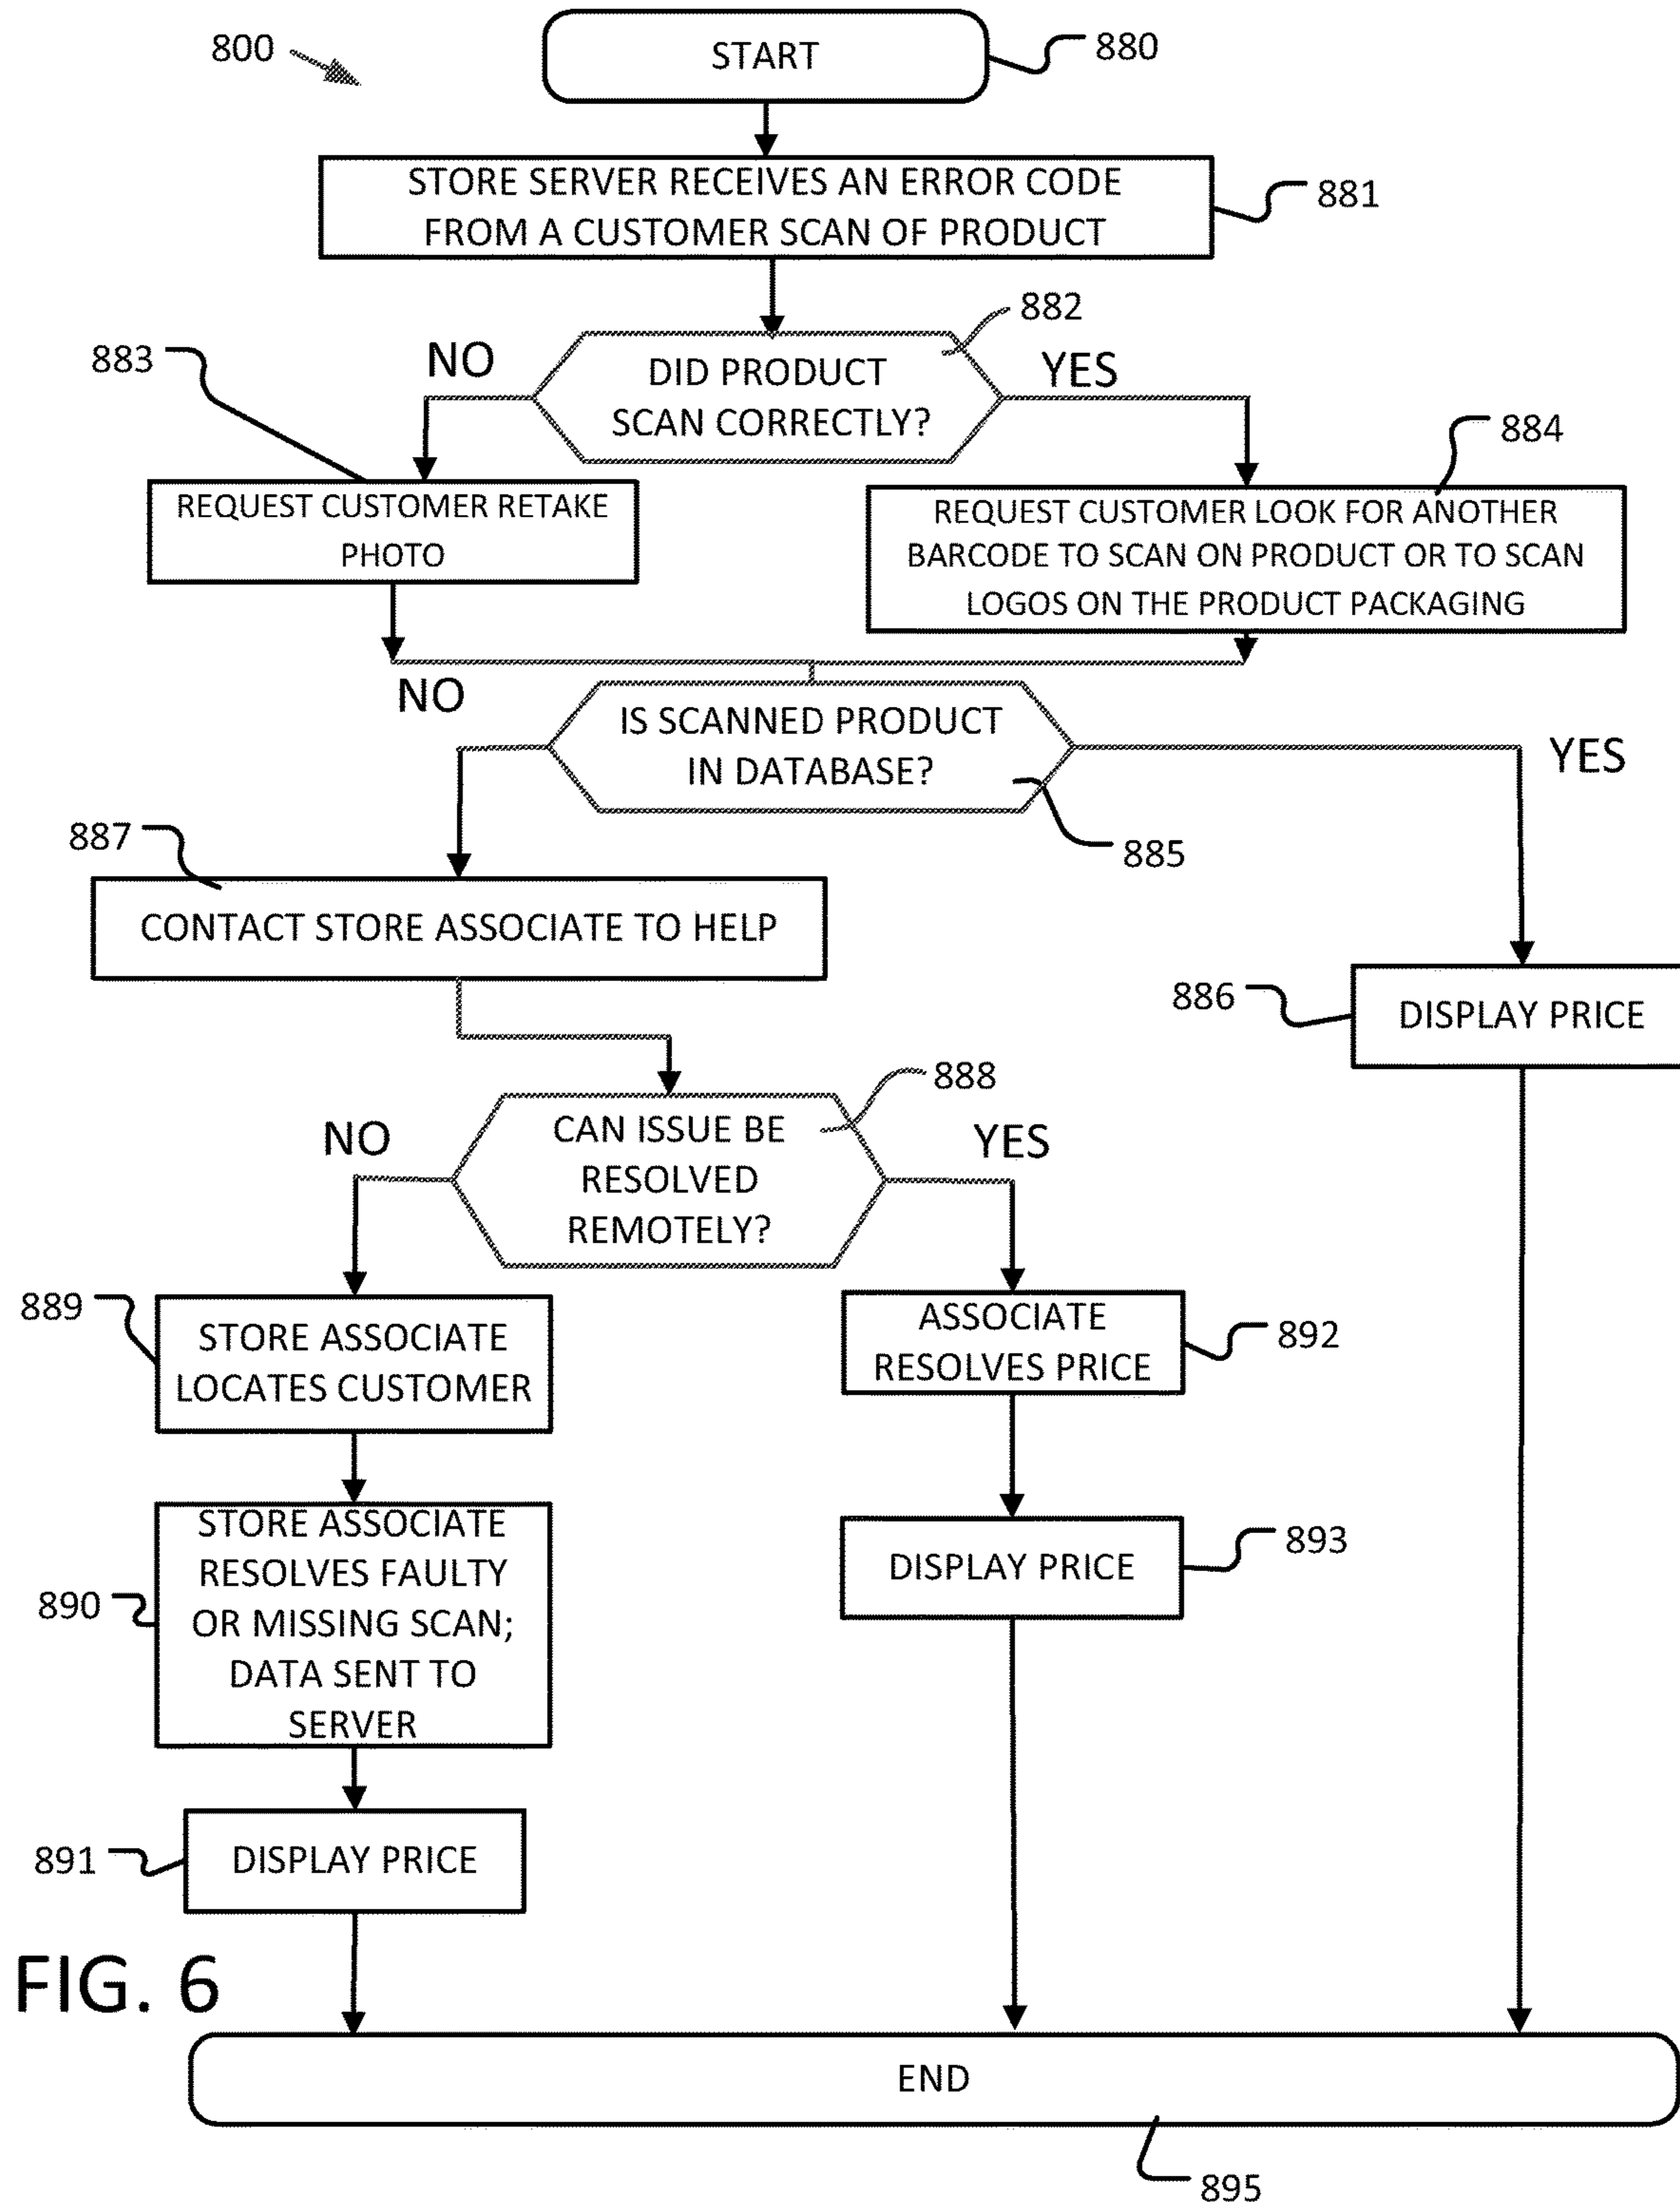 800
START
880
STORE SERVER RECEIVES AN ERROR CODE
FROM A CUSTOMER SCAN OF PRODUCT
881
882
883
NO
DID PRODUCT
SCAN CORRECTLY?
YES
884
REQUEST CUSTOMER RETAKE
PHOTO
REQUEST CUSTOMER LOOK FOR ANOTHER
BARCODE TO SCAN ON PRODUCT OR TO SCAN
LOGOS ON THE PRODUCT PACKAGING
NO
IS SCANNED PRODUCT
IN DATABASE?
YES
885
887
CONTACT STORE ASSOCIATE TO HELP
886
DISPLAY PRICE
888
NO
CAN ISSUE BE
RESOLVED
REMOTELY?
YES
889
STORE ASSOCIATE
LOCATES CUSTOMER
ASSOCIATE
RESOLVES PRICE
892
890
STORE ASSOCIATE
RESOLVES FAULTY
OR MISSING SCAN;
DATA SENT TO
SERVER
DISPLAY PRICE
893
891
DISPLAY PRICE
FIG. 6
END
895